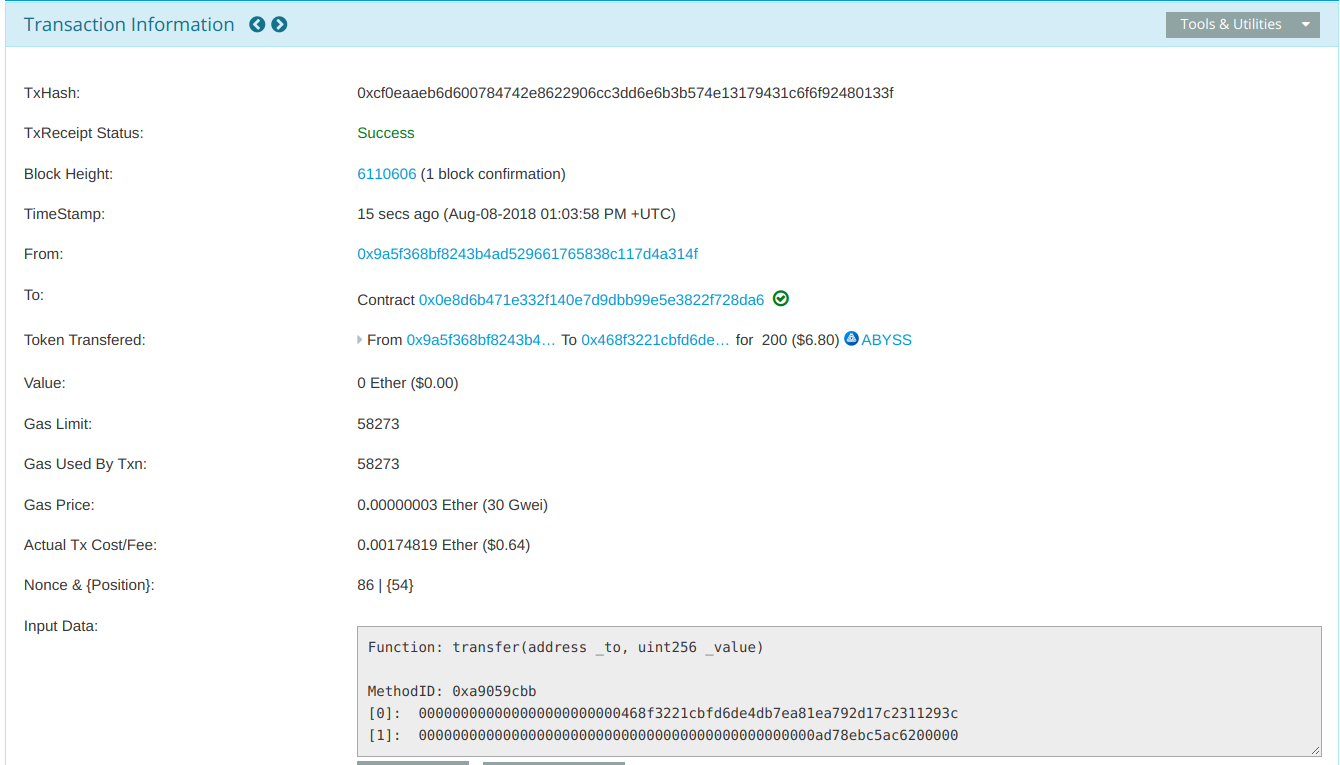 Transaction Information
Tools & Utilities
TxHash: 0xcf0eaaeb6d600784742e8622906cc3dd6e6b3b574e13179431c6f6f92480133f
TxReceipt Status: Success
Block Height: 6110606 (1 block confirmation)
TimeStamp: 15 secs ago (Aug-08-2018 01:03:58 PM +UTC)
From: 0x9a5f368bf8243b4ad529661765838c117d4a314f
To: Contract 0x0e8d6b471e332f140e7d9dbb99e5e3822f728da6
Token Transfered: From 0x9a5f368bf8243b4... To 0x468f3221cbfd6de... for 200 ($6.80) ABYSS
Value: 0 Ether ($0.00)
Gas Limit: 58273
Gas Used By Txn: 58273
Gas Price: 0.00000003 Ether (30 Gwei)
Actual Tx Cost/Fee: 0.00174819 Ether ($0.64)
Nonce & {Position}: 86 | {54}
Input Data:
Function: transfer(address _to, uint256 _value)
MethodID: 0xa9059cbb
[0]: 000000000000000000000000468f3221cbfd6de4db7ea81ea792d17c2311293c
[1]: 00000000000000000000000000000000000000000000000ad78ebc5ac6200000